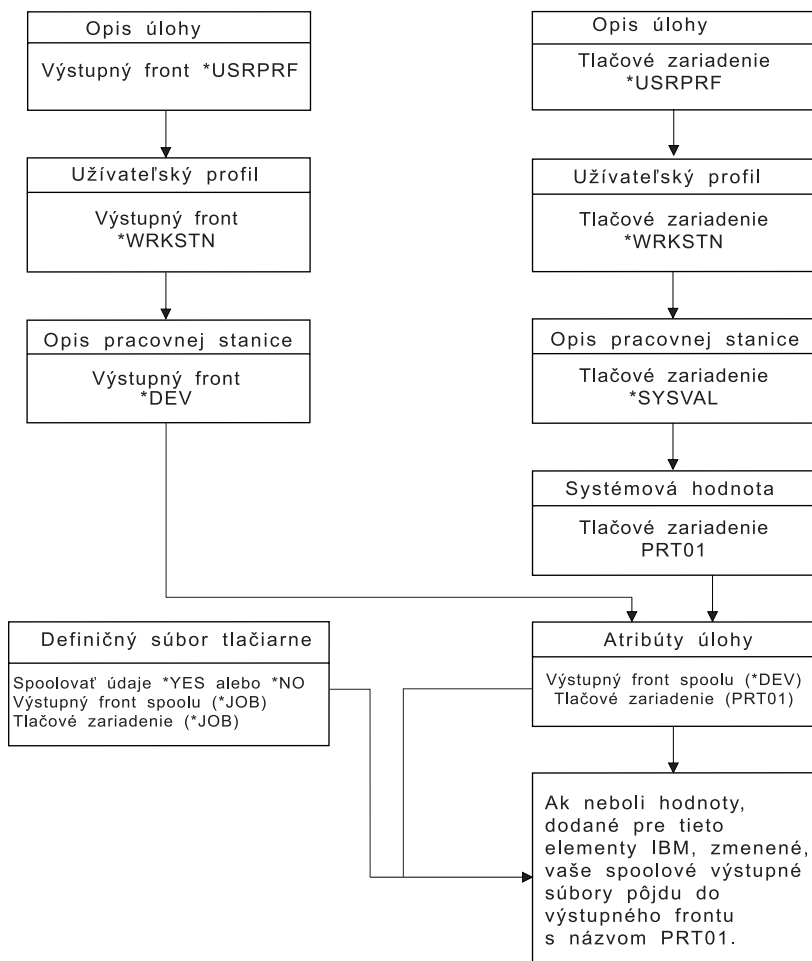 Opis úlohy
Výstupný front *USRPRF
Užívateľský profil
Výstupný front
*WRKSTN
Opis pracovnej stanice
Výstupný front
*DEV
Opis úlohy
Tlačové zariadenie
*USRPRF
Užívateľský profil
Tlačové zariadenie
*WRKSTN
Opis pracovnej stanice
Tlačové zariadenie
*SYSVAL
Systémová hodnota
Tlačové zariadenie
PRT01
Definičný súbor tlačiarne
Spoolovať údaje *YES alebo *NO
Výstupný front spoolu (*JOB)
Tlačové zariadenie (*JOB)
Atribúty úlohy
Výstupný front spoolu (*DEV)
Tlačové zariadenie (PRT01)
Ak neboli hodnoty,
dodané pre tieto
elementy IBM, zmenené,
vaše spoolové výstupné
súbory pôjdu do
výstupného frontu
s názvom PRT01.